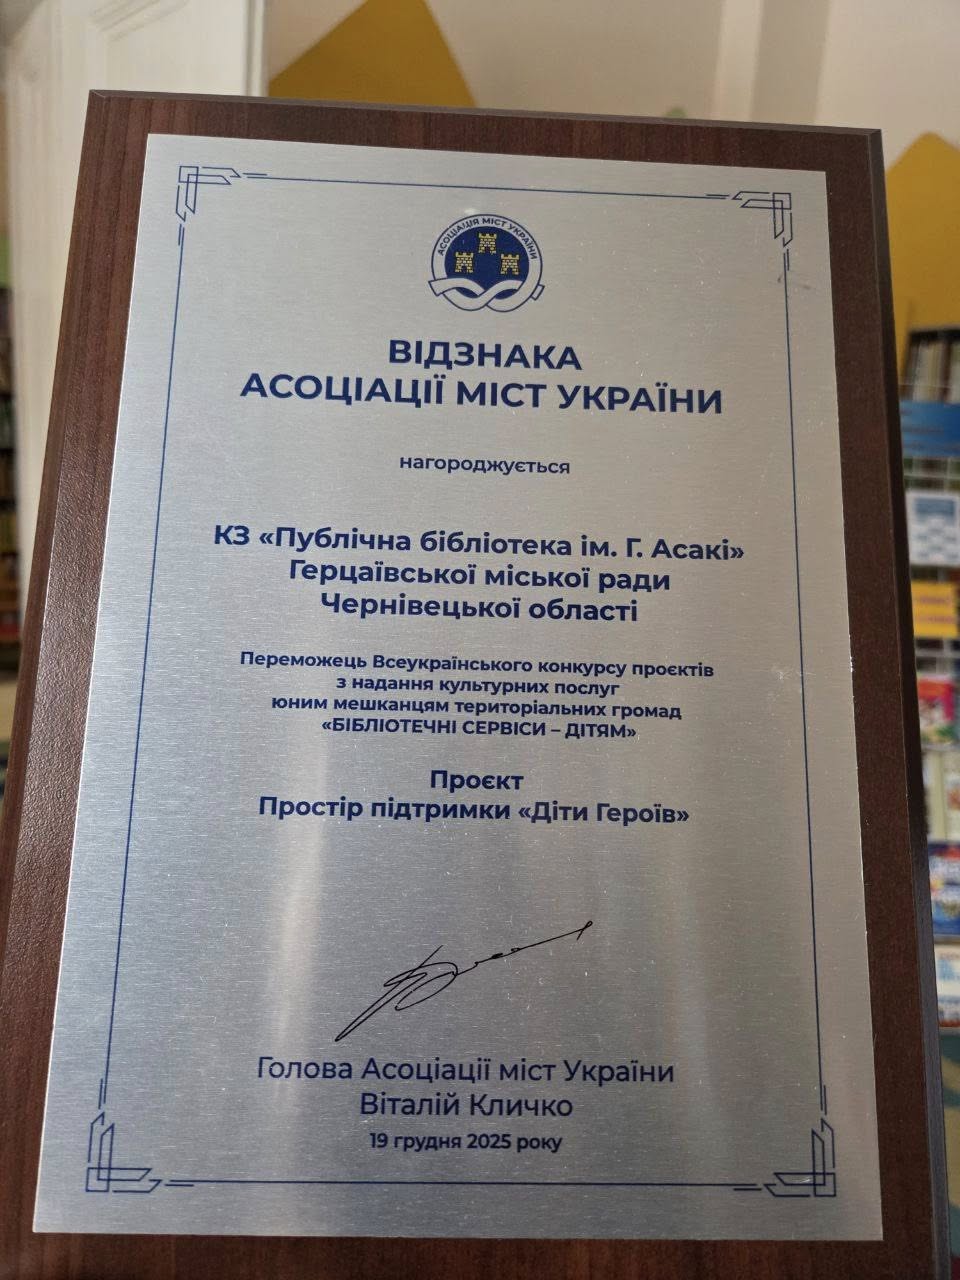 АСОЦІАЦІЯ МІСТ УКРАЇНИ
ВІДЗНАКА
АСОЦІАЦІЇ МІСТ УКРАЇНИ
нагороджується
КЗ «Публічна бібліотека ім. Г. Асакі»
Герцаївської міської ради
Чернівецької області
Переможець Всеукраїнського конкурсу проєктів
з надання культурних послуг
юним мешканцям територіальних громад
«БІБЛІОТЕЧНІ СЕРВІСИ – ДІТЯМ»
Проєкт
Простір підтримки «Діти Героїв»
Голова Асоціації міст України
Віталій Кличко
19 грудня 2025 року